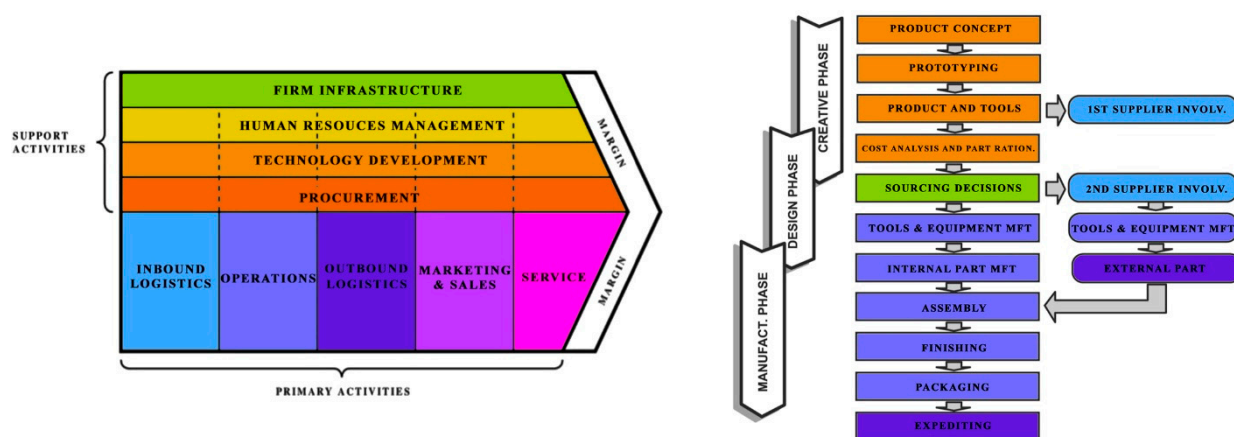 SUPPORT
ACTIVITIES
FIRM INFRASTRUCTURE
HUMAN RESOUCES MANAGEMENT
TECHNOLOGY DEVELOPMENT
PROCUREMENT
INBOUND
LOGISTICS
OPERATIONS
OUTBOUND
LOGISTICS
MARKETING
& SALES
SERVICE
MARGIN
MARGIN
PRIMARY ACTIVITIES
CREATIVE PHASE
DESIGN PHASE
MANUFACT. PHASE
PRODUCT CONCEPT
PROTOTYPING
PRODUCT AND TOOLS
1ST SUPPLIER INVOLV.
COST ANALYSIS AND PART RATION.
SOURCING DECISIONS
2ND SUPPLIER INVOLV.
TOOLS & EQUIPMENT MFT
TOOLS & EQUIPMENT MFT
INTERNAL PART MFT
EXTERNAL PART
ASSEMBLY
FINISHING
PACKAGING
EXPEDITING